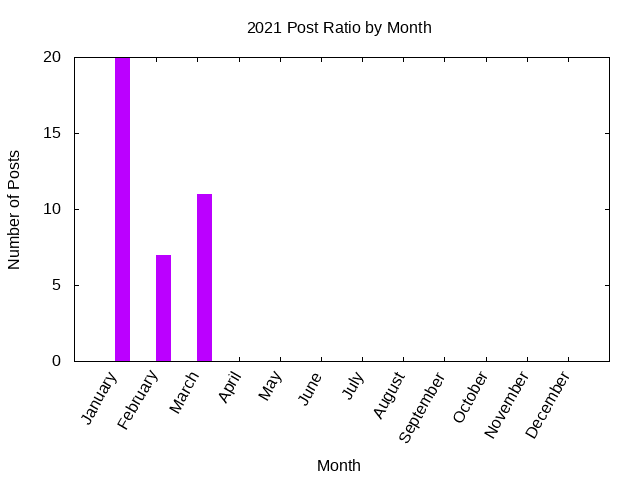 2021 Post Ratio by Month
20
15
10
5
0
Number of Posts
January
February
March
April
May
June
July
August
September
October
November
December
Month